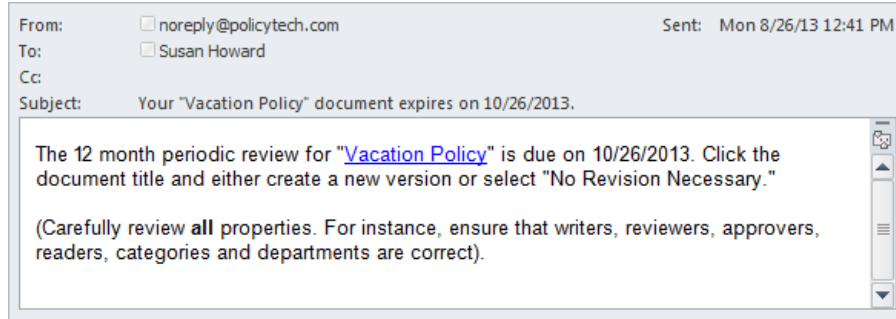 From: noreply@policytech.com Sent: Mon 8/26/13 12:41 PM
To: Susan Howard
Cc:
Subject: Your "Vacation Policy" document expires on 10/26/2013.
The 12 month periodic review for "Vacation Policy" is due on 10/26/2013. Click the
document title and either create a new version or select "No Revision Necessary."
(Carefully review all properties. For instance, ensure that writers, reviewers, approvers,
readers, categories and departments are correct).